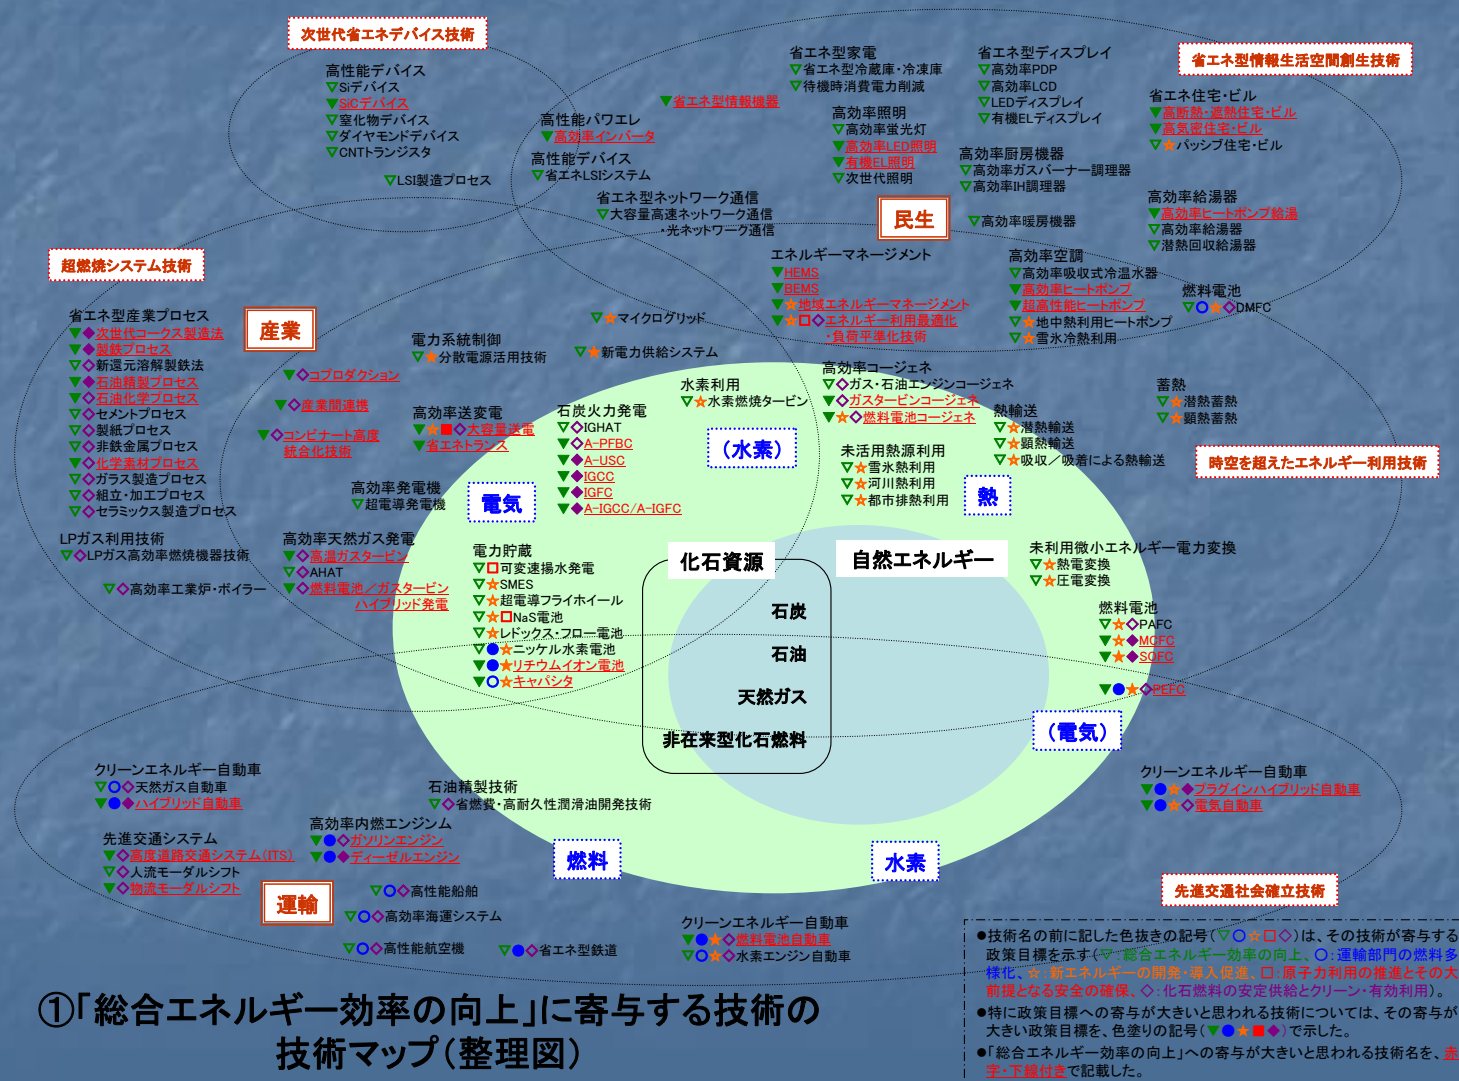 次世代省エネデバイス技術
高性能デバイス
▽Siデバイス
▼SiCデバイス
▽窒化物デバイス
▽ダイヤモンドデバイス
▽CNTトランジスタ
▽LSI製造プロセス
省エネ型情報生活空間創生技術
▼省エネ型情報機器
高性能パワエレ
▼高効率インバータ
高性能デバイス
▽省エネLSIシステム
省エネ型ネットワーク通信
▽大容量高速ネットワーク通信
・光ネットワーク通信
省エネ型家電
▽省エネ型冷蔵庫・冷凍庫
▽待機時消費電力削減
高効率照明
▽高効率蛍光灯
▼高効率LED照明
▼有機EL照明
▽次世代照明
省エネ型ディスプレイ
▽高効率PDP
▽高効率LCD
▽LEDディスプレイ
▽有機ELディスプレイ
高効率厨房機器
▽高効率ガスバーナー調理器
▽高効率IH調理器
▽高効率暖房機器
省エネ住宅・ビル
▼高断熱・遮熱住宅・ビル
▼高気密住宅・ビル
▽☆パッシブ住宅・ビル
高効率給湯器
▼高効率ヒートポンプ給湯
▽高効率給湯器
▽潜熱回収給湯器
民生
エネルギーマネージメント
▼HEMS
▼BEMS
▼☆地域エネルギーマネージメント
▼☆□◇エネルギー利用最適化
・負荷平準化技術
高効率空調
▽高効率吸収式冷温水器
▼高効率ヒートポンプ
▼超高性能ヒートポンプ
▽☆地中熱利用ヒートポンプ
▽☆雪氷冷熱利用
燃料電池
▽○★◇DMFC
超燃焼システム技術
省エネ型産業プロセス
▼◆次世代コークス製造法
▼◆製鉄プロセス
▽◇新還元溶解製鉄法
▼◆石油精製プロセス
▼◇石油化学プロセス
▽◇セメントプロセス
▽◇製紙プロセス
▽◇非鉄金属プロセス
▼◇化学素材プロセス
▽◇ガラス製造プロセス
▽◇組立・加工プロセス
▽◇セラミックス製造プロセス
LPガス利用技術
▽◇LPガス高効率燃焼機器技術
▽◇高効率工業炉・ボイラー
産業
▼◇コプロダクション
▼◇産業間連携
▼◇コンビナート高度
統合化技術
電力系統制御
▽★分散電源活用技術
▽★マイクログリッド
▽★新電力供給システム
高効率送変電
▼★■◇大容量送電
▼省エネトランス
高効率発電機
▽超電導発電機
高効率天然ガス発電
▼◇高温ガスタービン
▽◇AHAT
▼◇燃料電池／ガスタービン
ハイブリッド発電
石炭火力発電
▽◇IGHAT
▼◇A-PFBC
▼◆A-USC
▼◆IGCC
▼◆IGFC
▼◆A-IGCC/A-IGFC
電気
水素利用
▽☆水素燃焼タービン
（水素）
高効率コージェネ
▽◇ガス・石油エンジンコージェネ
▼◇ガスタービンコージェネ
▼☆◇燃料電池コージェネ
未活用熱源利用
▽☆雪氷熱利用
▽☆河川熱利用
▽☆都市排熱利用
熱輸送
▽☆潜熱輸送
▽☆顕熱輸送
▽☆吸収／吸着による熱輸送
熱
蓄熱
▽☆潜熱蓄熱
▽☆顕熱蓄熱
時空を超えたエネルギー利用技術
電力貯蔵
▽□可変速揚水発電
▽☆SMES
▽☆超電導フライホイール
▽☆□NaS電池
▽☆レドックス・フロー電池
▽●☆ニッケル水素電池
▼●★リチウムイオン電池
▼○☆キャパシタ
化石資源
自然エネルギー
石炭
石油
天然ガス
非在来型化石燃料
未利用微小エネルギー電力変換
▽☆熱電変換
▽☆圧電変換
燃料電池
▽☆◇PAFC
▼★◆MCFC
▼★◆SOFC
▼●★◇PEFC
（電気）
クリーンエネルギー自動車
▽○◇天然ガス自動車
▼●◆ハイブリッド自動車
先進交通システム
▼◇高度道路交通システム(ITS)
▽◇人流モーダルシフト
▼◇物流モーダルシフト
運輸
石油精製技術
▽◇省燃費・高耐久性潤滑油開発技術
高効率内燃エンジンム
▼●◇ガソリンエンジン
▼●◆ディーゼルエンジン
▽○◇高性能船舶
▽○◇高効率海運システム
▽○◇高性能航空機
▽●◇省エネ型鉄道
燃料
水素
クリーンエネルギー自動車
▼●★◇燃料電池自動車
▽○☆◇水素エンジン自動車
クリーンエネルギー自動車
▼●★◆プラグインハイブリッド自動車
▼●★◇電気自動車
先進交通社会確立技術
●技術名の前に記した色抜きの記号（▽○☆□◇）は、その技術が寄与する
政策目標を示す（▽：総合エネルギー効率の向上、○：運輸部門の燃料多
様化、☆：新エネルギーの開発・導入促進、□：原子力利用の推進とその大
前提となる安全の確保、◇：化石燃料の安定供給とクリーン・有効利用）。
●特に政策目標への寄与が大きいと思われる技術については、その寄与が
大きい政策目標を、色塗りの記号（▼●★■◆）で示した。
●「総合エネルギー効率の向上」への寄与が大きいと思われる技術名を、赤
字・下線付きで記載した。
①「総合エネルギー効率の向上」に寄与する技術の
技術マップ（整理図）